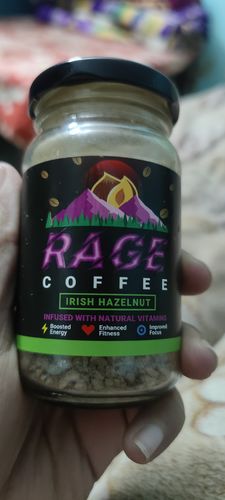 RAGE
COFFEE
IRISH HAZELNUT
INFUSED WITH NATURAL VITAMINS
Boosted Energy
Enhanced Fitness
Improved Focus